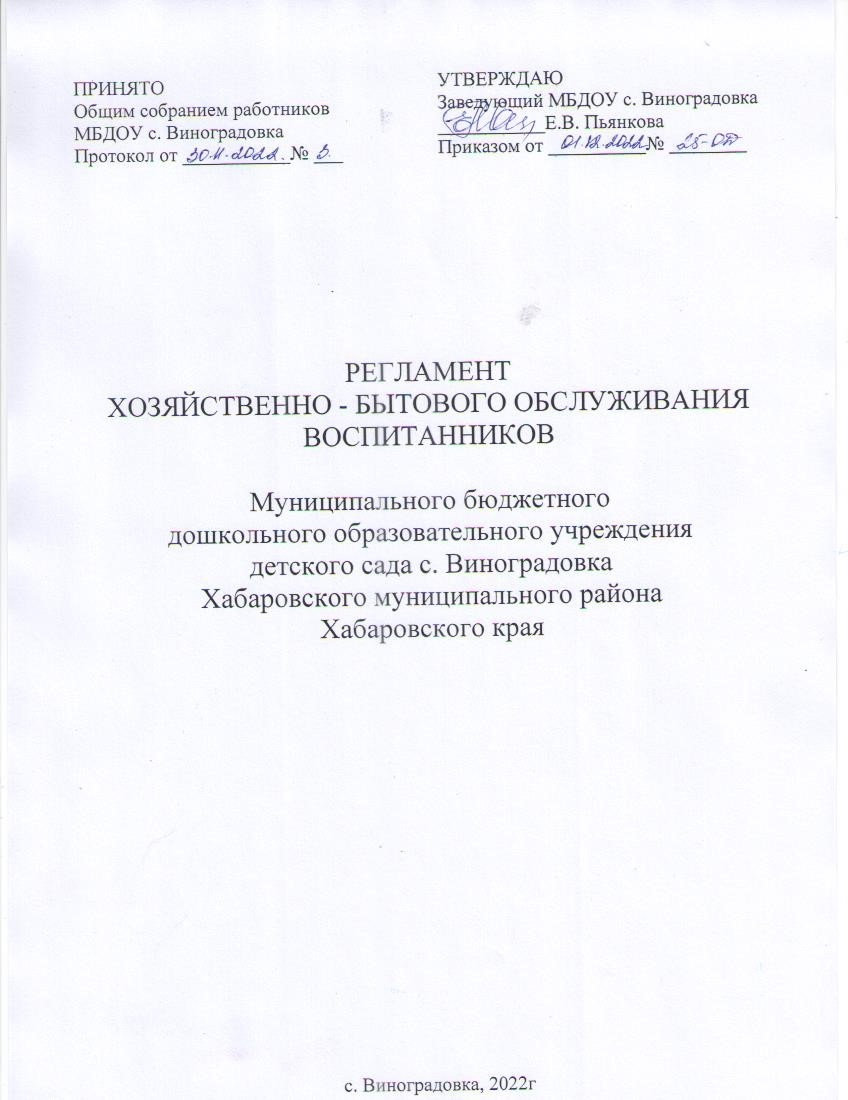 ПРИНЯТО
Общим собранием работников
МБДОУ с. Виноградовка
Протокол от 30.11.2022. № 3.
УТВЕРЖДАЮ
Заведующий МБДОУ с. Виноградовка
Е.В. Пьянкова
Приказом от 01.12.2022 № 25-ОД
РЕГЛАМЕНТ
ХОЗЯЙСТВЕННО - БЫТОВОГО ОБСЛУЖИВАНИЯ
ВОСПИТАННИКОВ
Муниципального бюджетного
дошкольного образовательного учреждения
детского сада с. Виноградовка
Хабаровского муниципального района
Хабаровского края
с. Виноградовка, 2022г